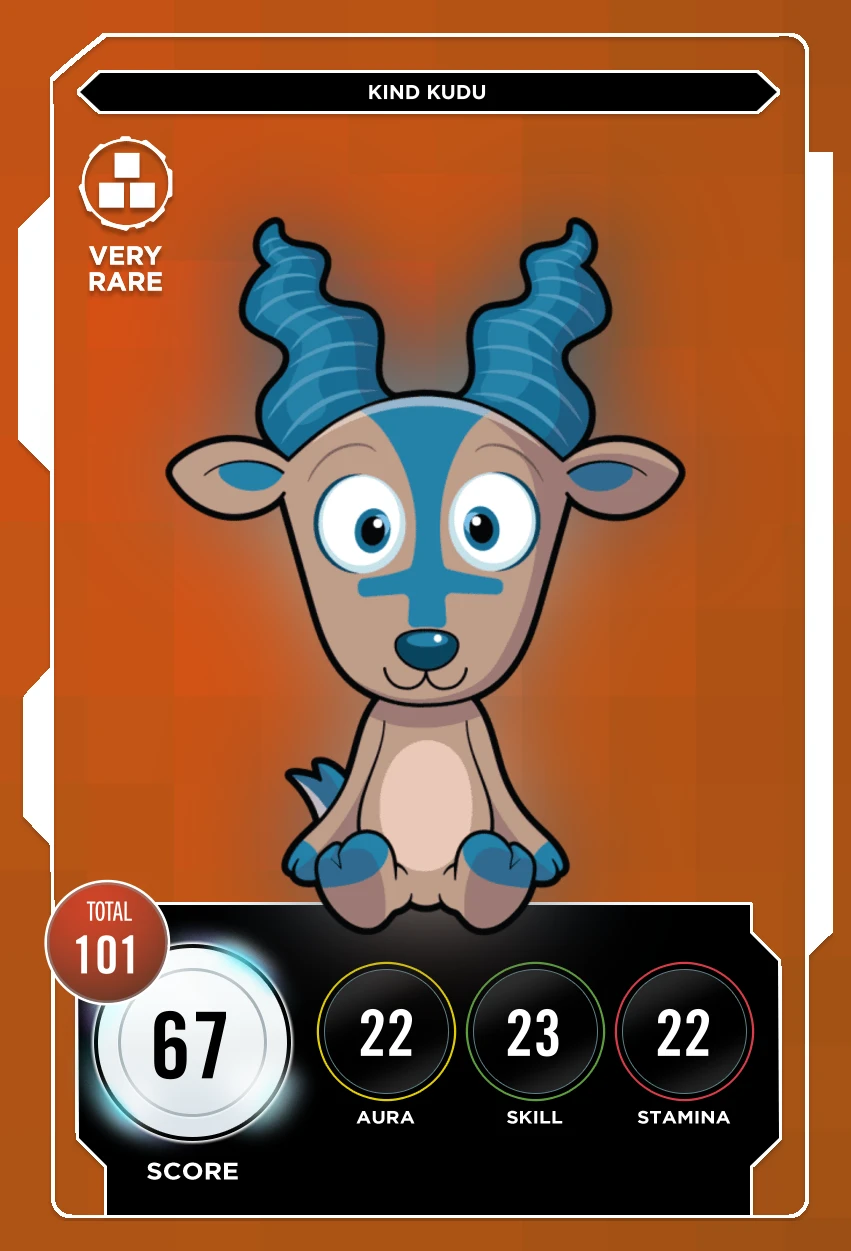 KIND KUDU
VERY
RARE
TOTAL
101
67
SCORE
22
AURA
23
SKILL
22
STAMINA